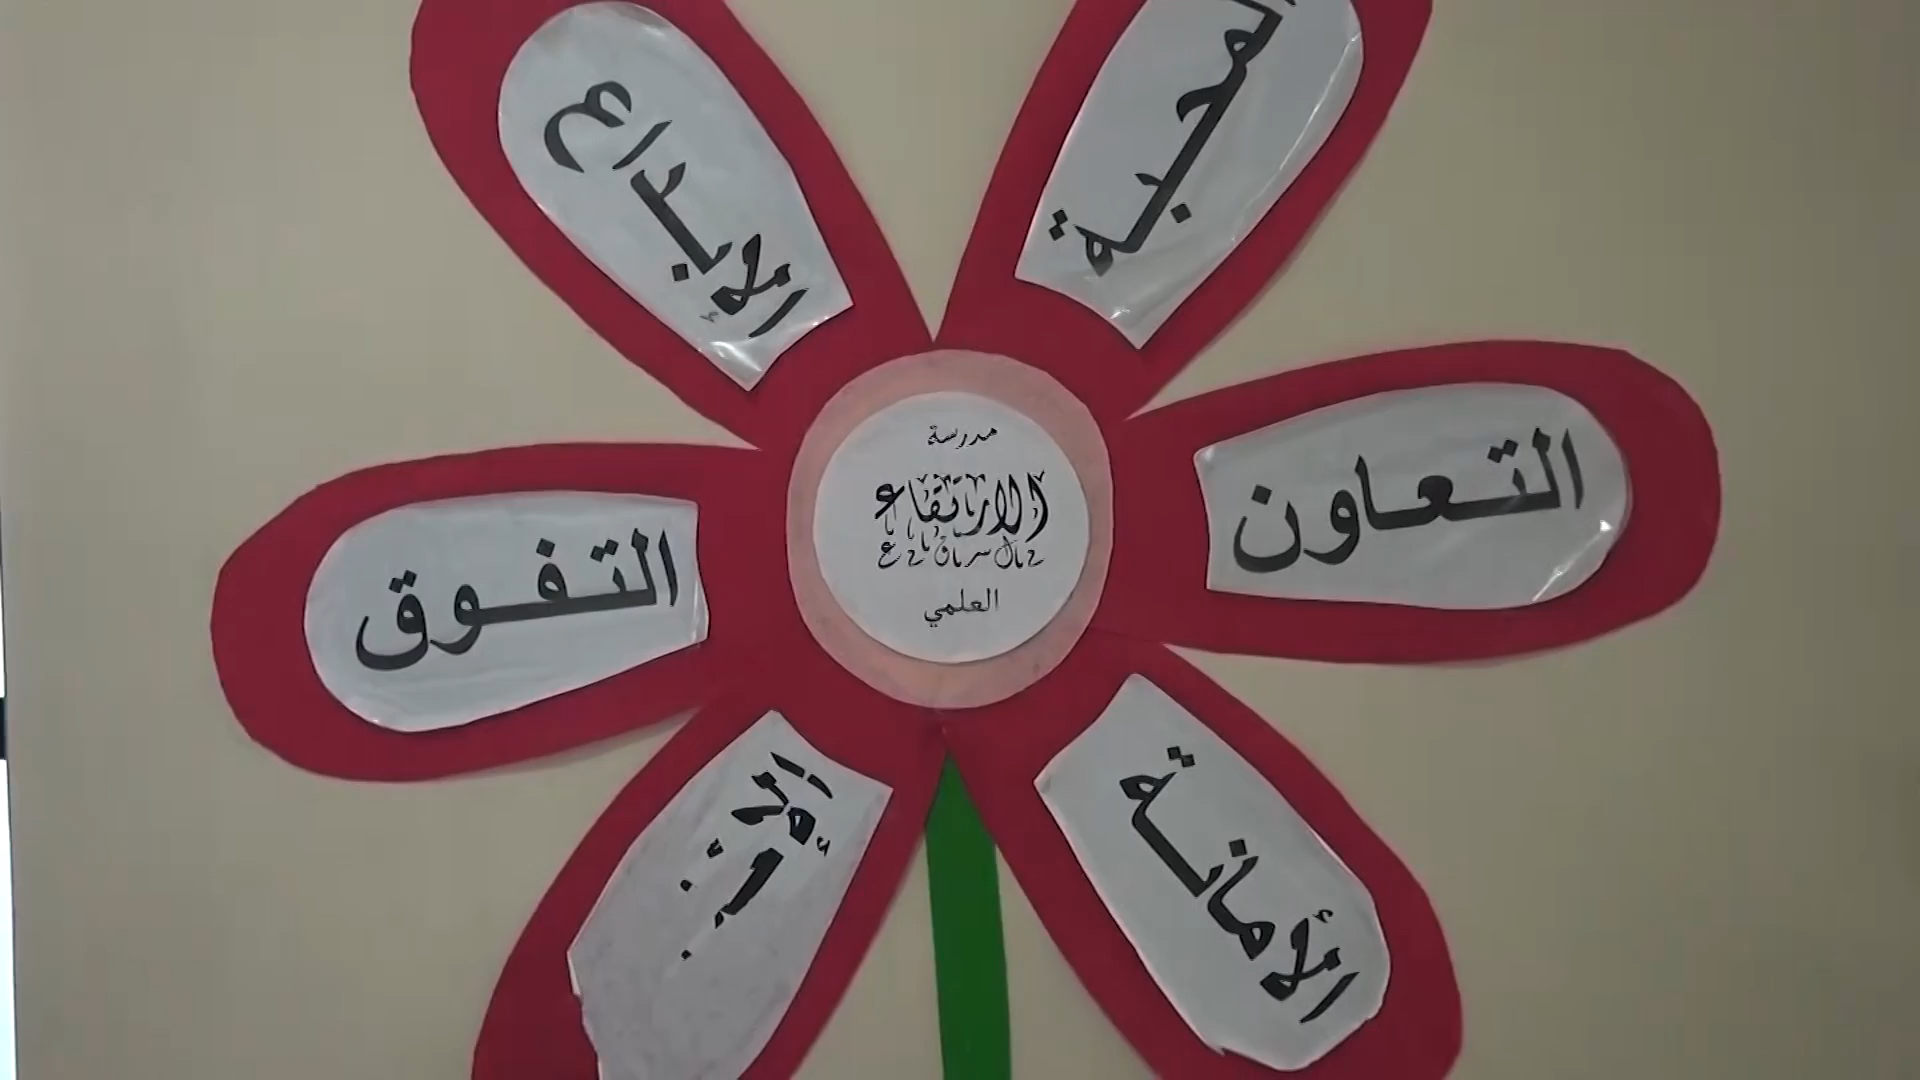 المحبة
الإبداع
التعاون
مدرسة
الارتقاء
العلمي
التفوق
الأمانة